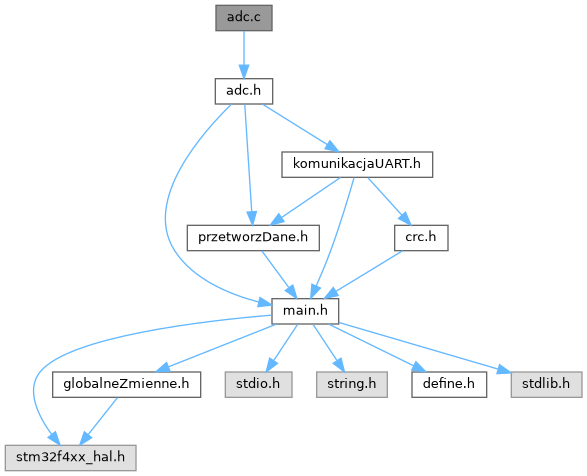 adc.c
adc.h
komunikacjaUART.h
przetworzDane.h
crc.h
main.h
globalneZmienne.h
stdio.h
string.h
define.h
stdlib.h
stm32f4xx_hal.h